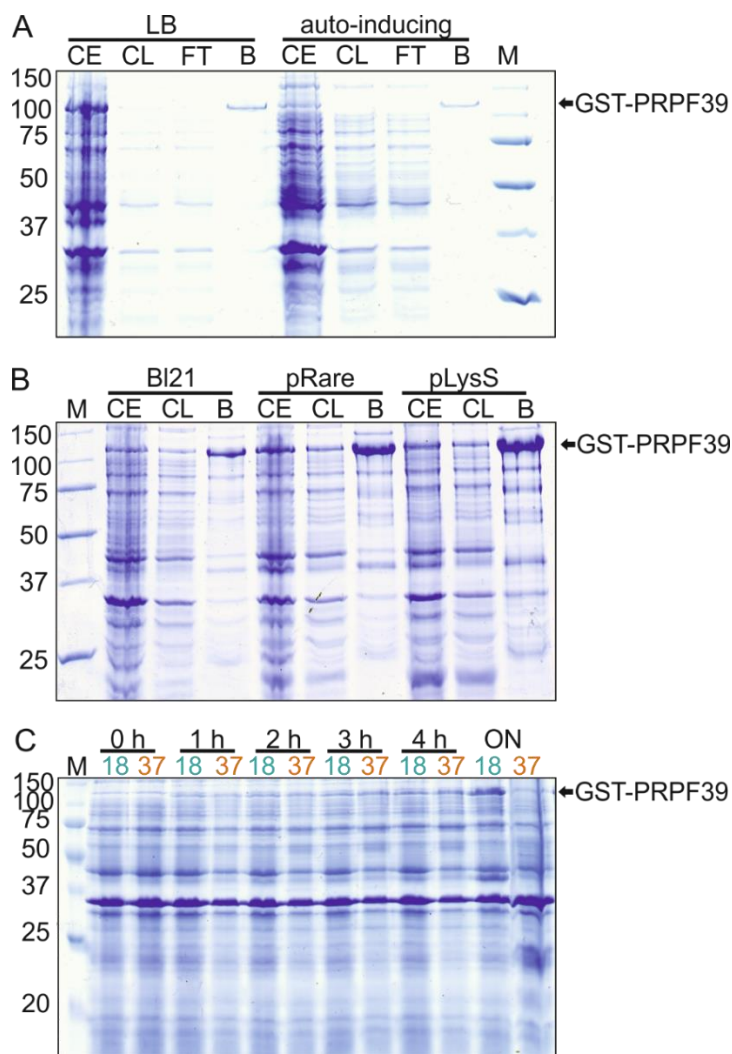 A LB auto-inducing
CE CL FT B CE CL FT B M
150
100 GST-PRPF39
75
50
37
25
B Bl21 pRare pLysS
M CE CL B CE CL B CE CL B
150 GST-PRPF39
100
75
50
37
25
C 0 h 1 h 2 h 3 h 4 h ON
M 18 37 18 37 18 37 18 37 18 37 18 37
150
100 GST-PRPF39
75
50
37
25
20